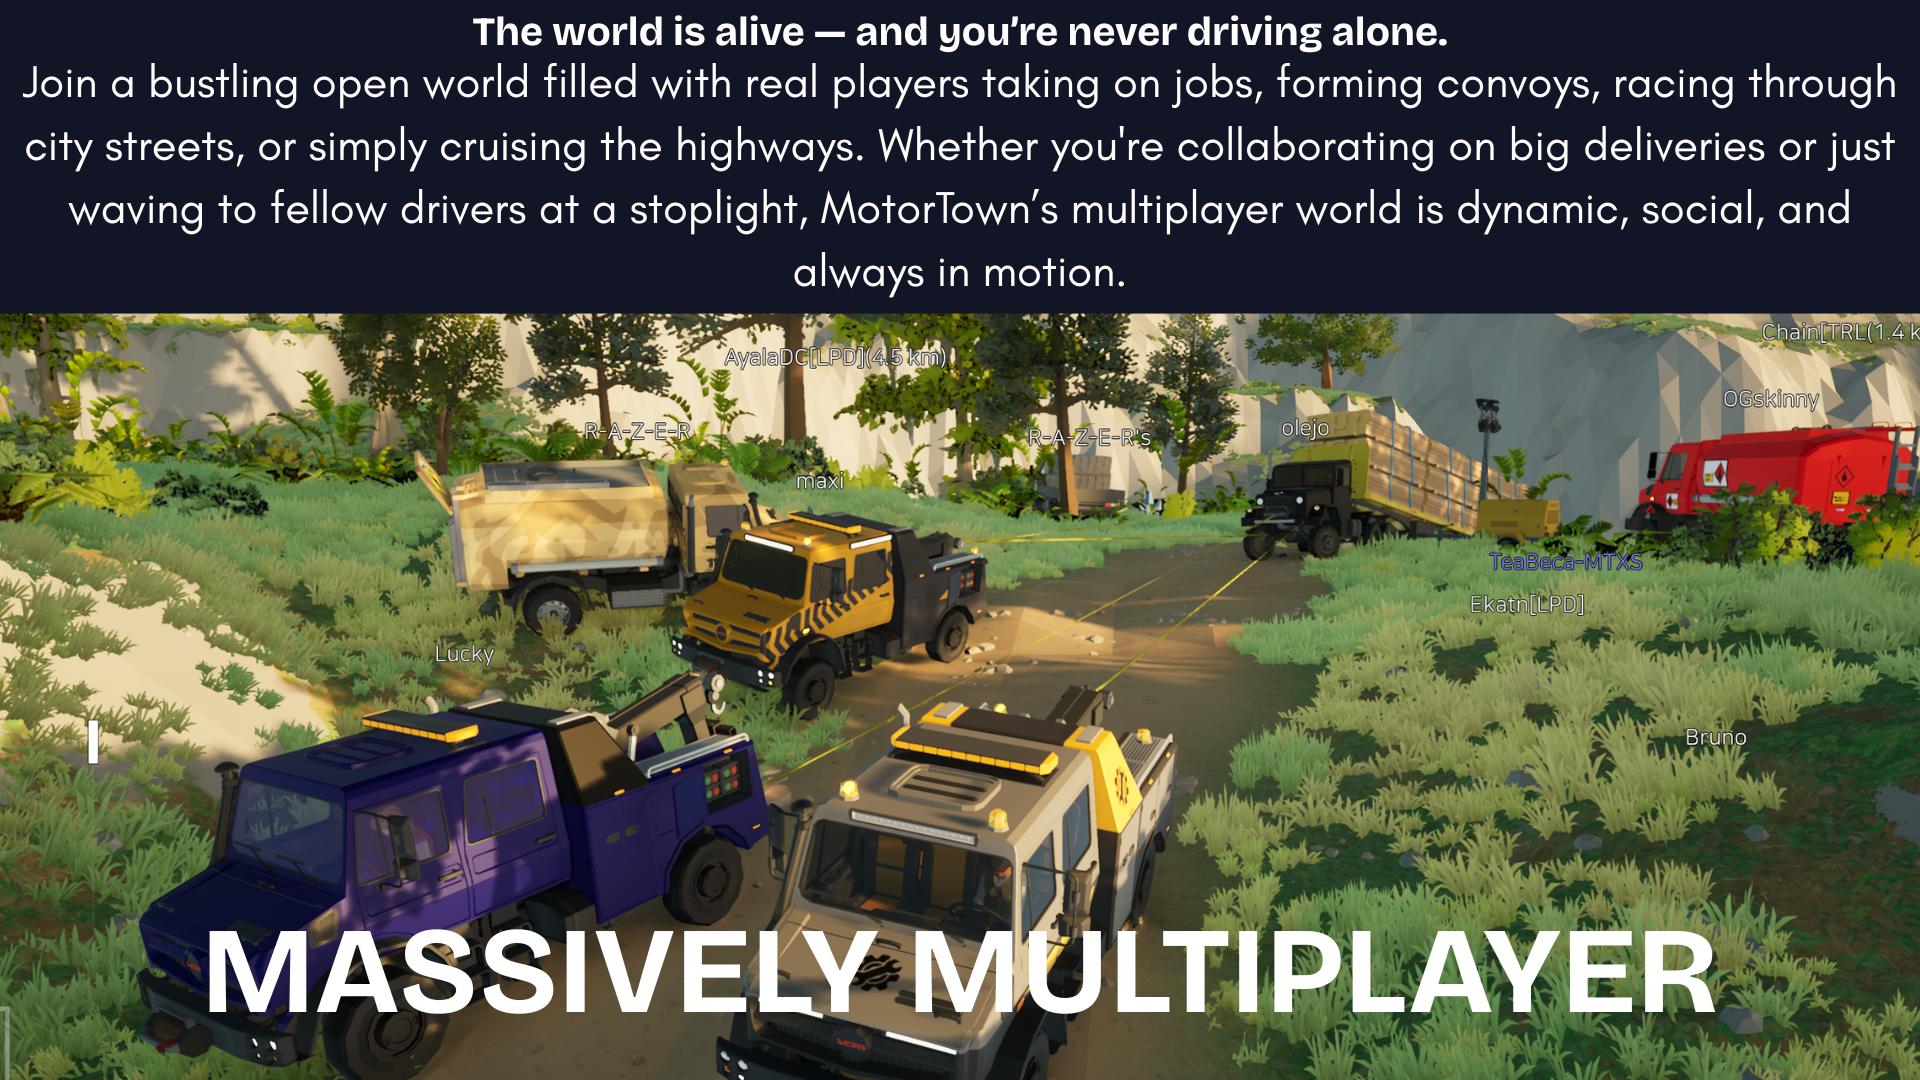 The world is alive — and you’re never driving alone.
Join a bustling open world filled with real players taking on jobs, forming convoys, racing through
city streets, or simply cruising the highways. Whether you're collaborating on big deliveries or just
waving to fellow drivers at a stoplight, MotorTown’s multiplayer world is dynamic, social, and
always in motion.
Chain[TRL(1.4 k
AyalaDC[LPD](4.5 km)
OGskinny
R-A-Z-E-R
R-A-Z-E-R's
olejo
maxi
TeaBeca-MTXS
Ekatn[LPD]
Lucky
Bruno
MASSIVELY MULTIPLAYER